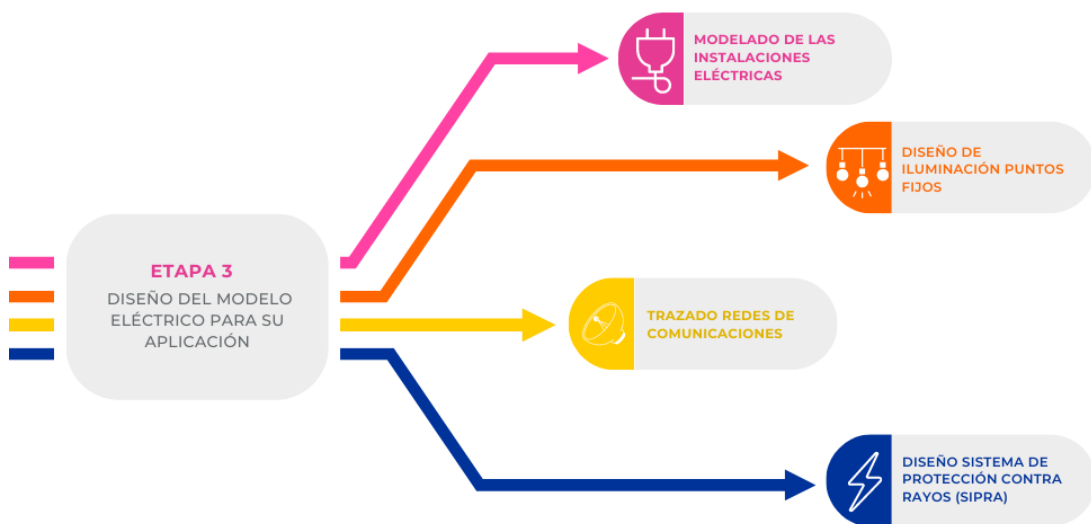 MODELADO DE LAS
INSTALACIONES
ELÉCTRICAS
DISEÑO DE
ILUMINACIÓN PUNTOS
FIJOS
ETAPA 3
DISEÑO DEL MODELO
ELÉCTRICO PARA SU
APLICACIÓN
TRAZADO REDES DE
COMUNICACIONES
DISEÑO SISTEMA DE
PROTECCIÓN CONTRA
RAYOS (SIPRA)